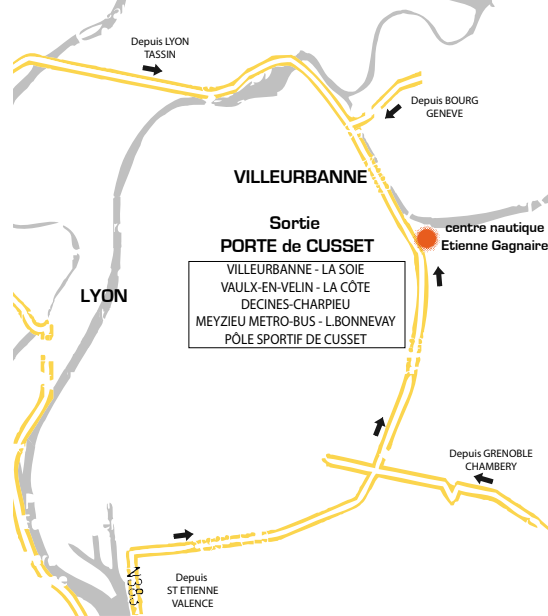 Depuis LYON
TASSIN
Depuis BOURG
GENEVE
VILLEURBANNE
Sortie
PORTE de CUSSET
centre nautique
Etienne Gagnaire
VILLEURBANNE - LA SOIE
VAULX-EN-VELIN - LA CÔTE
DECINES-CHARPIEU
MEYZIEU METRO-BUS - L.BONNEVAY
PÔLE SPORTIF DE CUSSET
LYON
Depuis GRENOBLE
CHAMBERY
N383
Depuis
ST ETIENNE
VALENCE